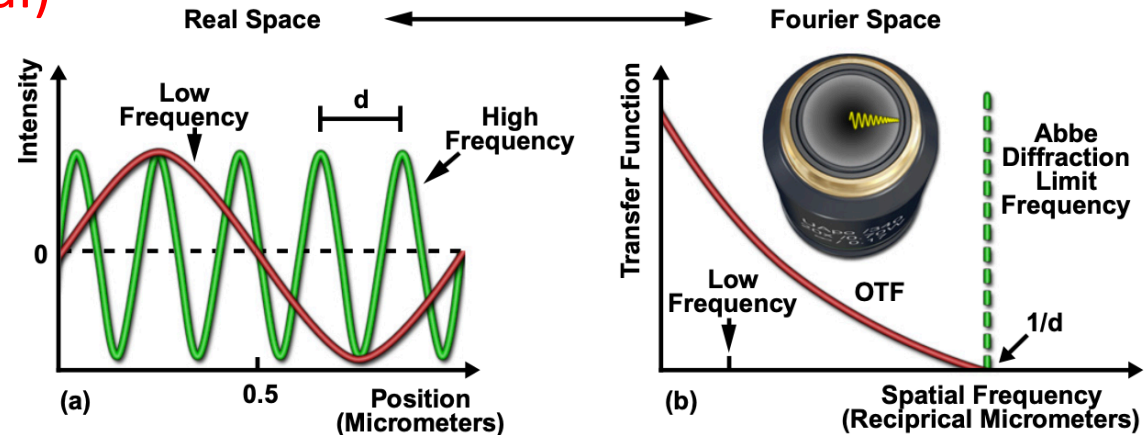 Real Space
Fourier Space
Intensity
Low
Frequency
d
High
Frequency
0
0.5
Position
(Micrometers)
(a)
Transfer Function
Abbe
Diffraction
Limit
Frequency
Low
Frequency
OTF
1/d
Spatial Frequency
(Reciprical Micrometers)
(b)